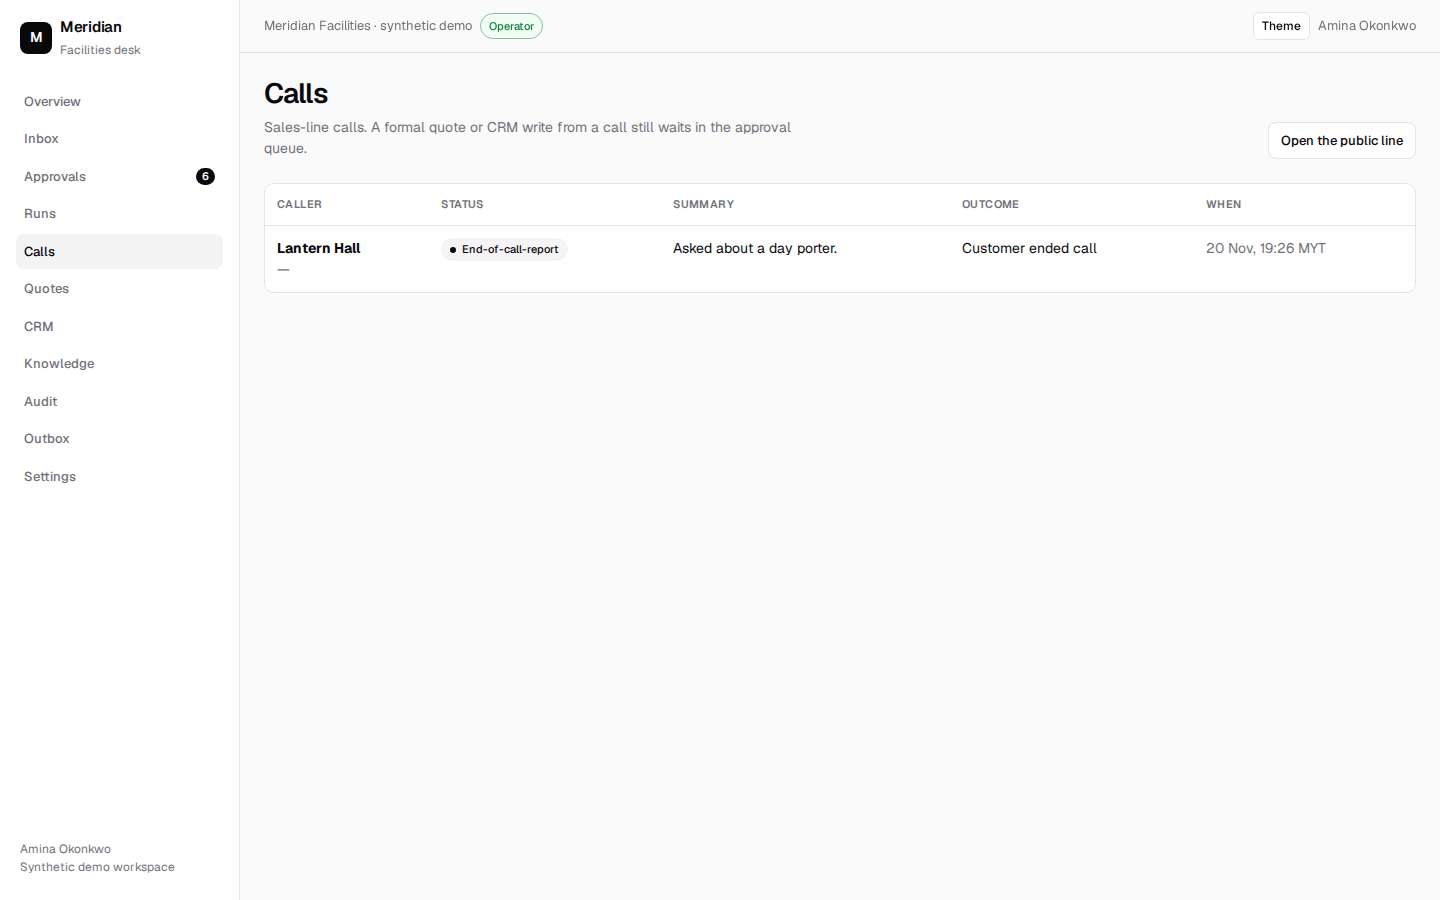 M
Meridian
Facilities desk
Overview
Inbox
Approvals 6
Runs
Calls
Quotes
CRM
Knowledge
Audit
Outbox
Settings
Amina Okonkwo
Synthetic demo workspace
Meridian Facilities · synthetic demo Operator Theme Amina Okonkwo
Calls
Sales-line calls. A formal quote or CRM write from a call still waits in the approval
queue.
Open the public line
CALLER STATUS SUMMARY OUTCOME WHEN
Lantern Hall End-of-call-report Asked about a day porter. Customer ended call 20 Nov, 19:26 MYT
—